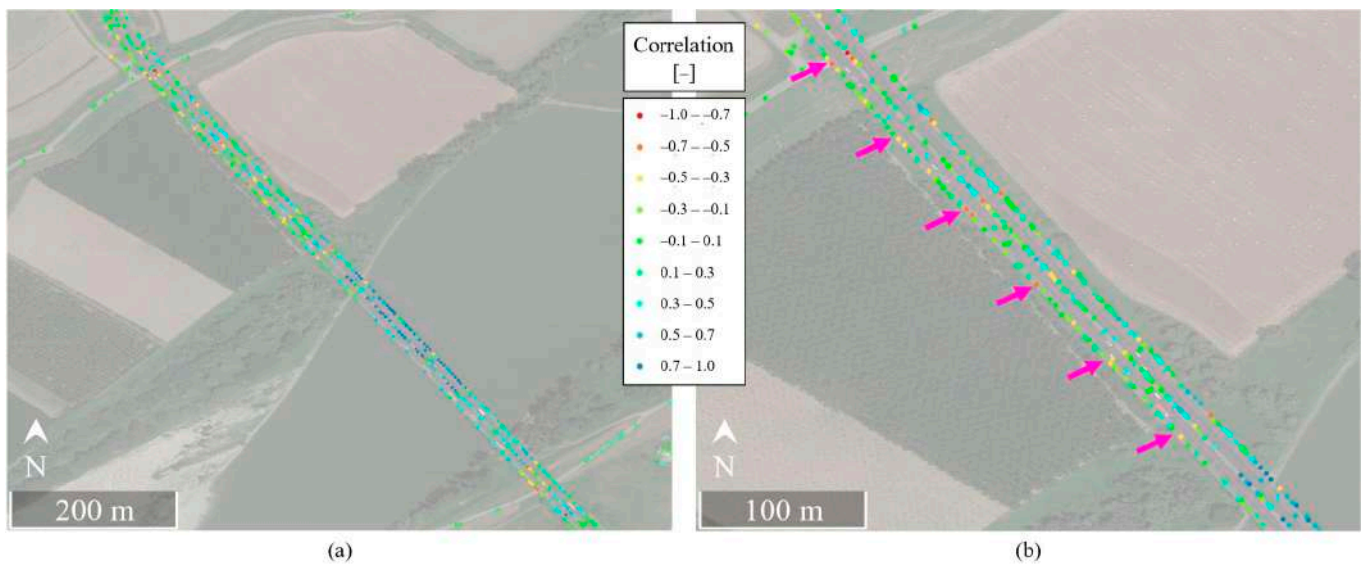 Correlation
[–]
–1.0 – –0.7
–0.7 – –0.5
–0.5 – –0.3
–0.3 – –0.1
–0.1 – 0.1
0.1 – 0.3
0.3 – 0.5
0.5 – 0.7
0.7 – 1.0
N
200 m
N
100 m
(a)
(b)